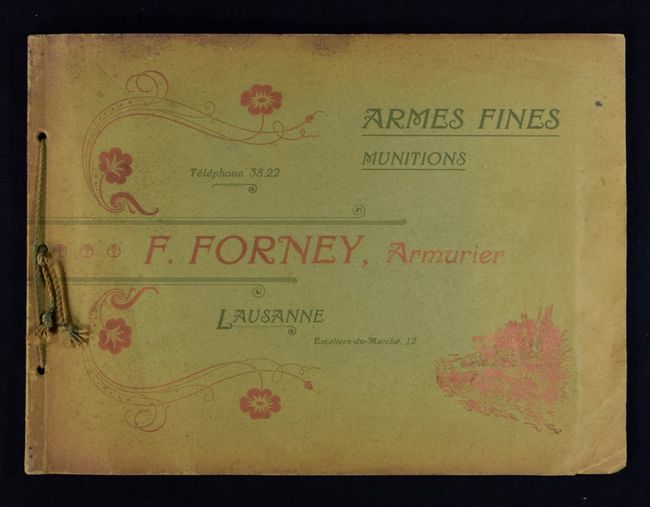 ARMES FINES
MUNITIONS
Téléphone 38.22
F. FORNEY, Armurier
LAUSANNE
Escaliers-du-Marché, 12